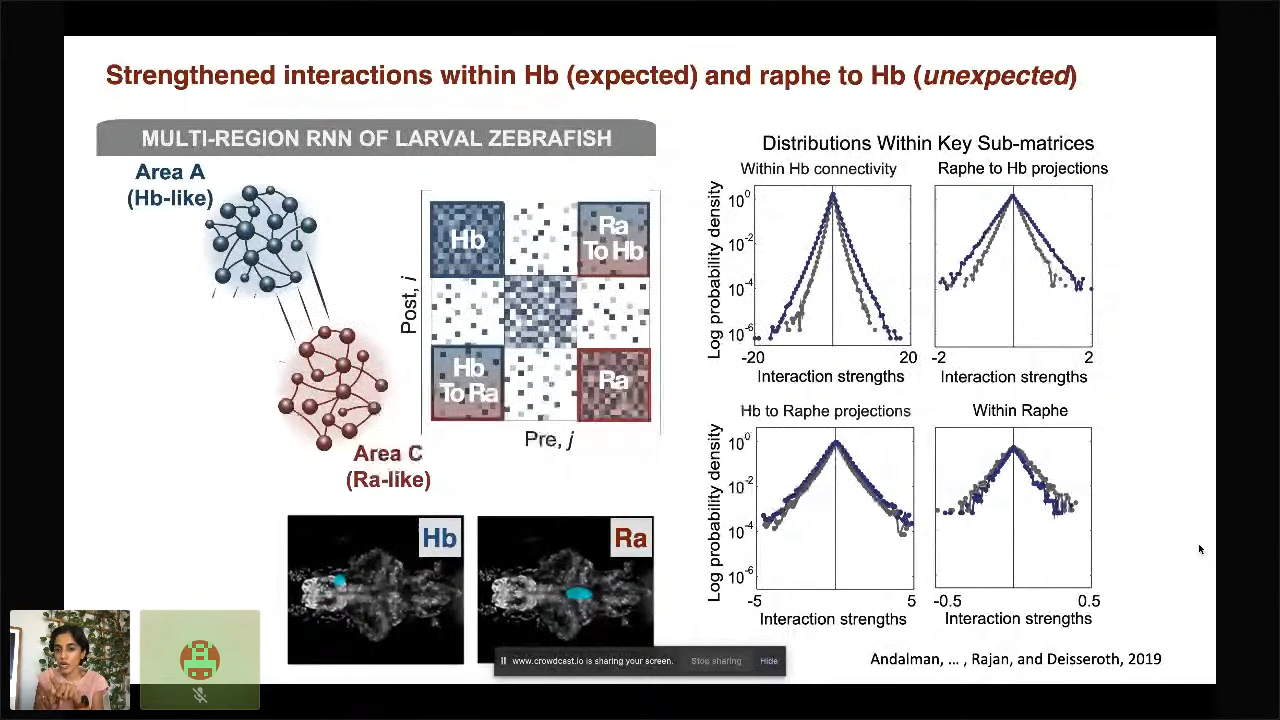 Strengthened interactions within Hb (expected) and raphe to Hb (unexpected)
MULTI-REGION RNN OF LARVAL ZEBRAFISH
Area A
(Hb-like)
Area C
(Ra-like)
Post, i
Hb
Ra
To Hb
Hb
To Ra
Ra
Pre, j
Hb
Ra
Distributions Within Key Sub-matrices
Within Hb connectivity
Log probability density
10^0
10^-2
10^-4
10^-6
-20
20
Interaction strengths
Raphe to Hb projections
-2
2
Interaction strengths
Hb to Raphe projections
Log probability density
10^0
10^-2
10^-4
10^-6
-5
5
Interaction strengths
Within Raphe
-0.5
0.5
Interaction strengths
www.crowdcast.io is sharing your screen.
Stop sharing
Hide
Andalman, ... , Rajan, and Deisseroth, 2019